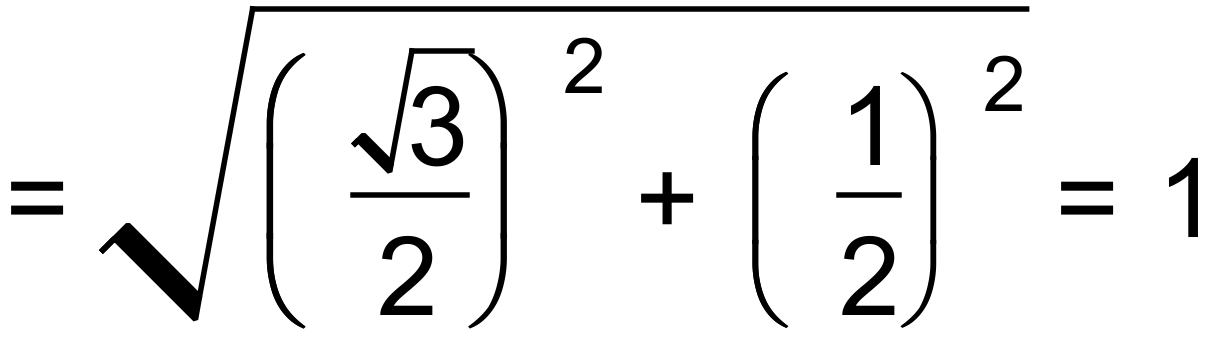 = √((√3/2)² + (1/2)²) = 1